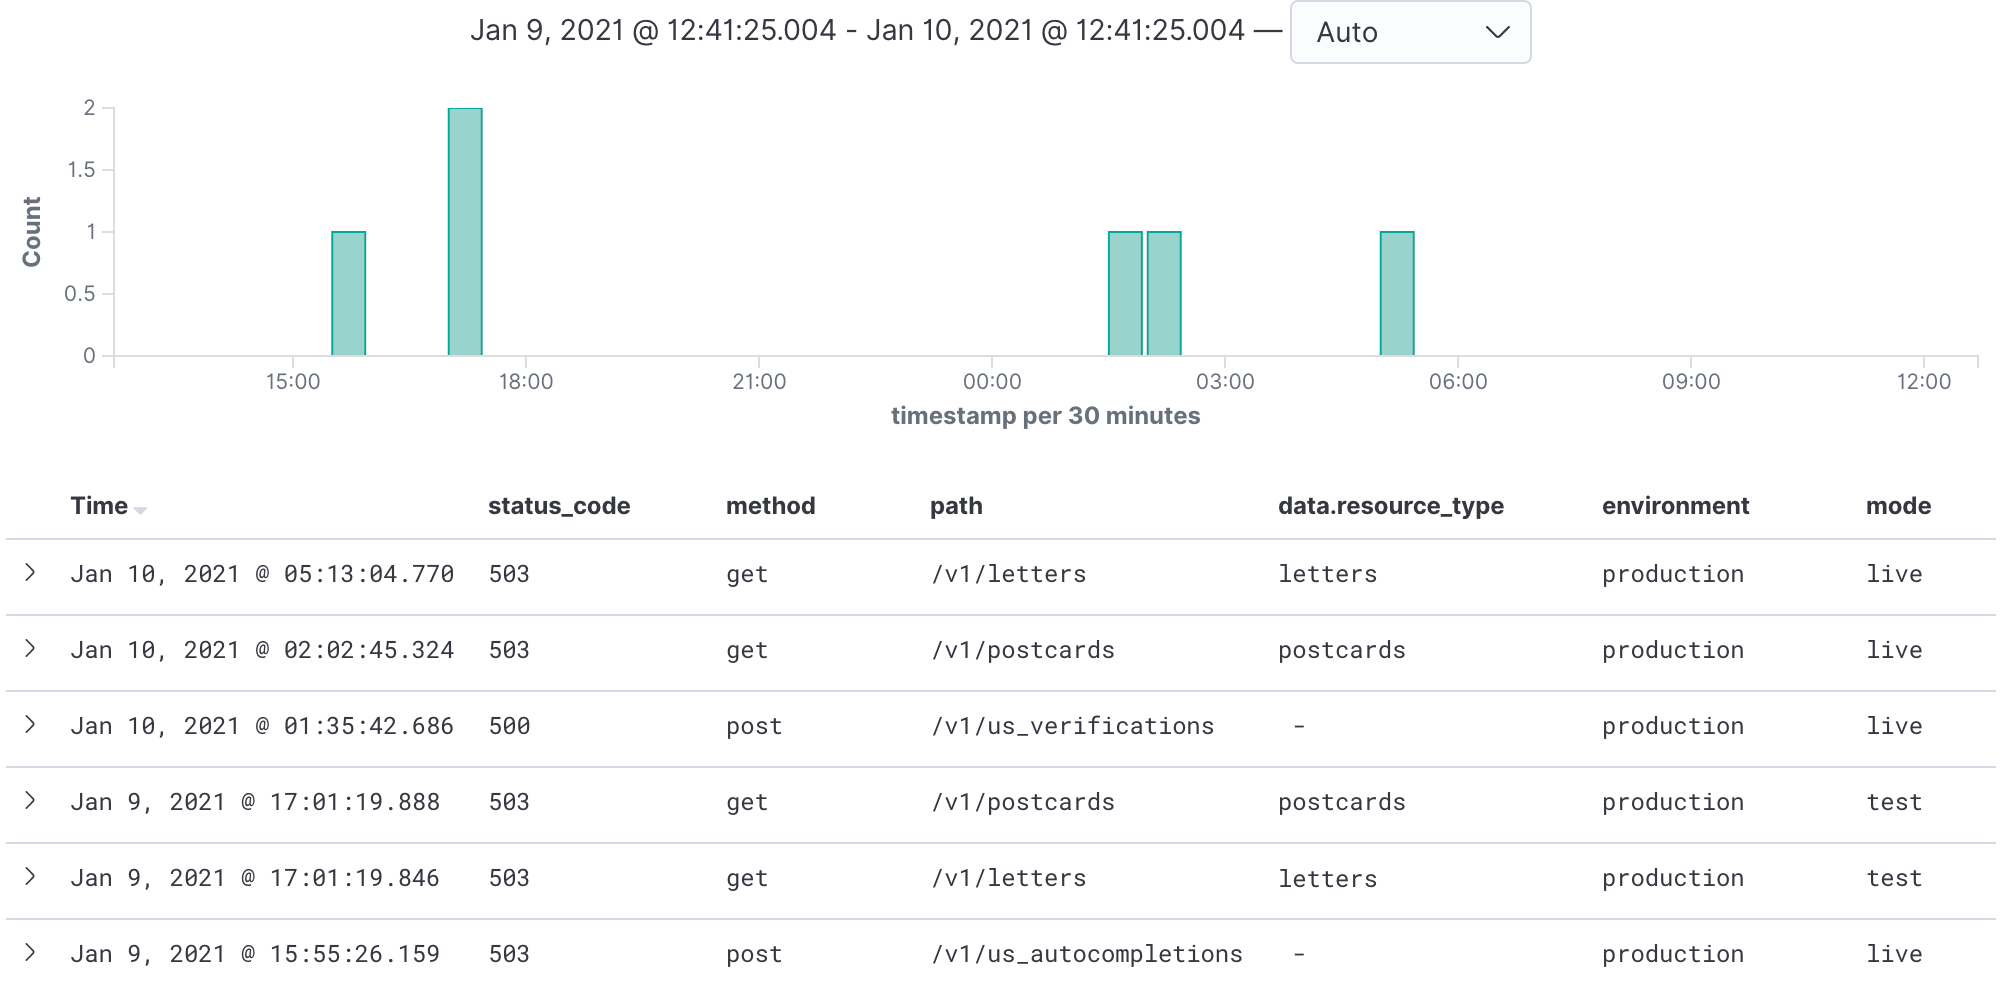 Jan 9, 2021 @ 12:41:25.004 - Jan 10, 2021 @ 12:41:25.004 — Auto
2
1.5
1
0.5
0
Count
15:00 18:00 21:00 00:00 03:00 06:00 09:00 12:00
timestamp per 30 minutes
Time status_code method path data.resource_type environment mode
Jan 10, 2021 @ 05:13:04.770 503 get /v1/letters letters production live
Jan 10, 2021 @ 02:02:45.324 503 get /v1/postcards postcards production live
Jan 10, 2021 @ 01:35:42.686 500 post /v1/us_verifications - production live
Jan 9, 2021 @ 17:01:19.888 503 get /v1/postcards postcards production test
Jan 9, 2021 @ 17:01:19.846 503 get /v1/letters letters production test
Jan 9, 2021 @ 15:55:26.159 503 post /v1/us_autocompletions - production live